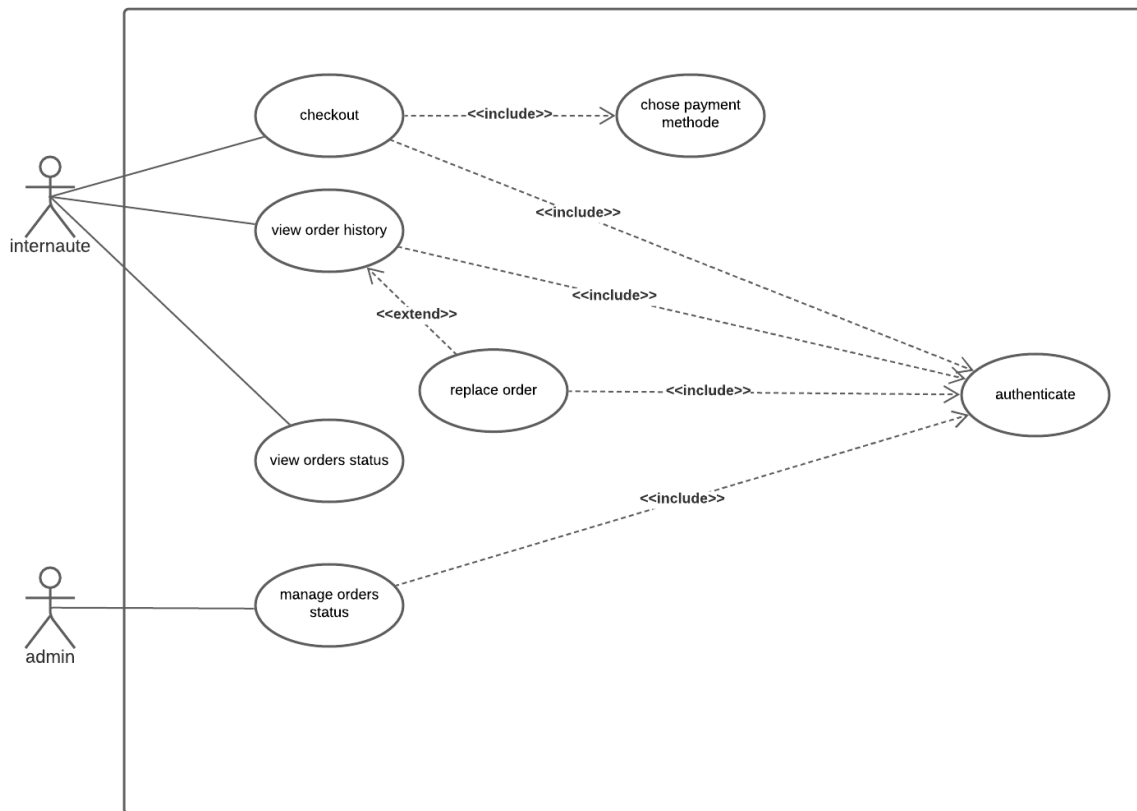 checkout
<<include>>
chose payment
methode
internaute
view order history
<<include>>
<<include>>
<<extend>>
replace order
<<include>>
authenticate
view orders status
<<include>>
manage orders
status
admin